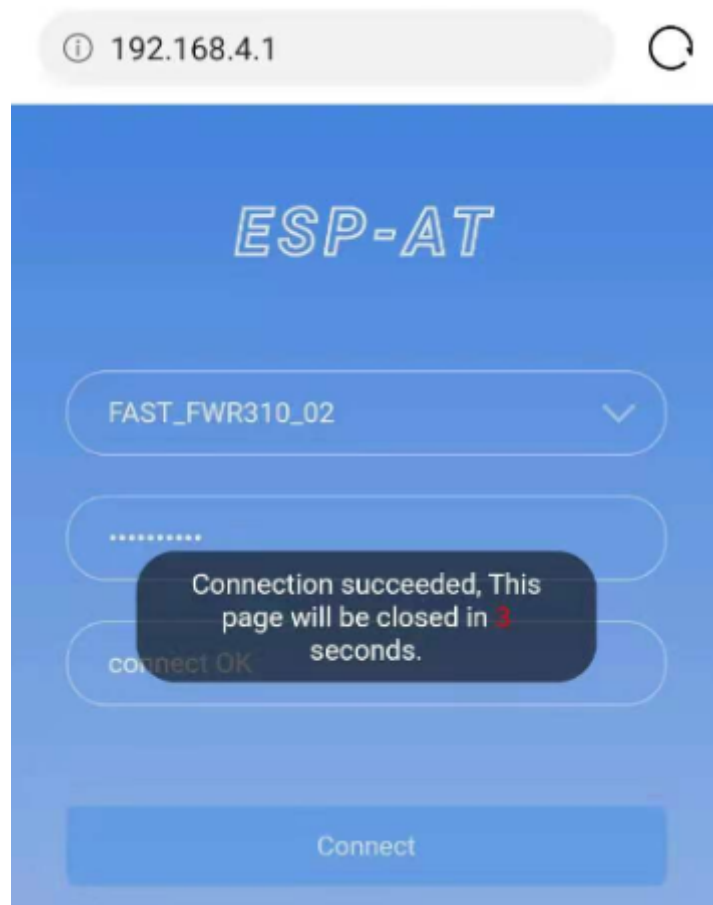 192.168.4.1
ESP-AT
FAST_FWR310_02
••••••••••
Connection succeeded, This
page will be closed in 3
seconds.
connect OK
Connect